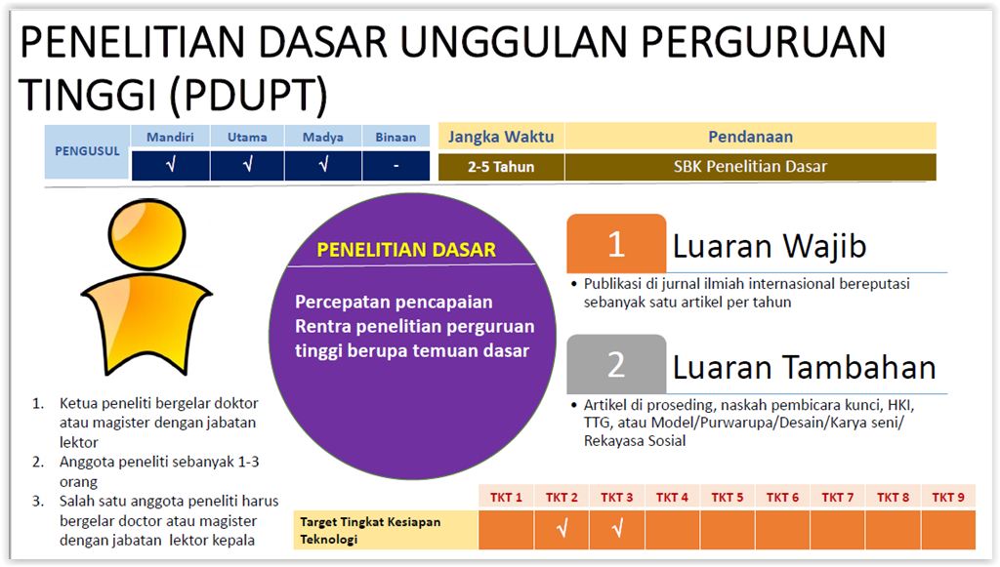 PENELITIAN DASAR UNGGULAN PERGURUAN
TINGGI (PDUPT)
PENGUSUL
Mandiri Utama Madya Binaan
√ √ √ -
Jangka Waktu Pendanaan
2-5 Tahun SBK Penelitian Dasar
PENELITIAN DASAR
Percepatan pencapaian
Rentra penelitian perguruan
tinggi berupa temuan dasar
1 Luaran Wajib
• Publikasi di jurnal ilmiah internasional bereputasi
sebanyak satu artikel per tahun
2 Luaran Tambahan
• Artikel di proseding, naskah pembicara kunci, HKI,
TTG, atau Model/Purwarupa/Desain/Karya seni/
Rekayasa Sosial
1. Ketua peneliti bergelar doktor
atau magister dengan jabatan
lektor
2. Anggota peneliti sebanyak 1-3
orang
3. Salah satu anggota peneliti harus
bergelar doctor atau magister
dengan jabatan lektor kepala
TKT 1 TKT 2 TKT 3 TKT 4 TKT 5 TKT 6 TKT 7 TKT 8 TKT 9
Target Tingkat Kesiapan
Teknologi
√ √